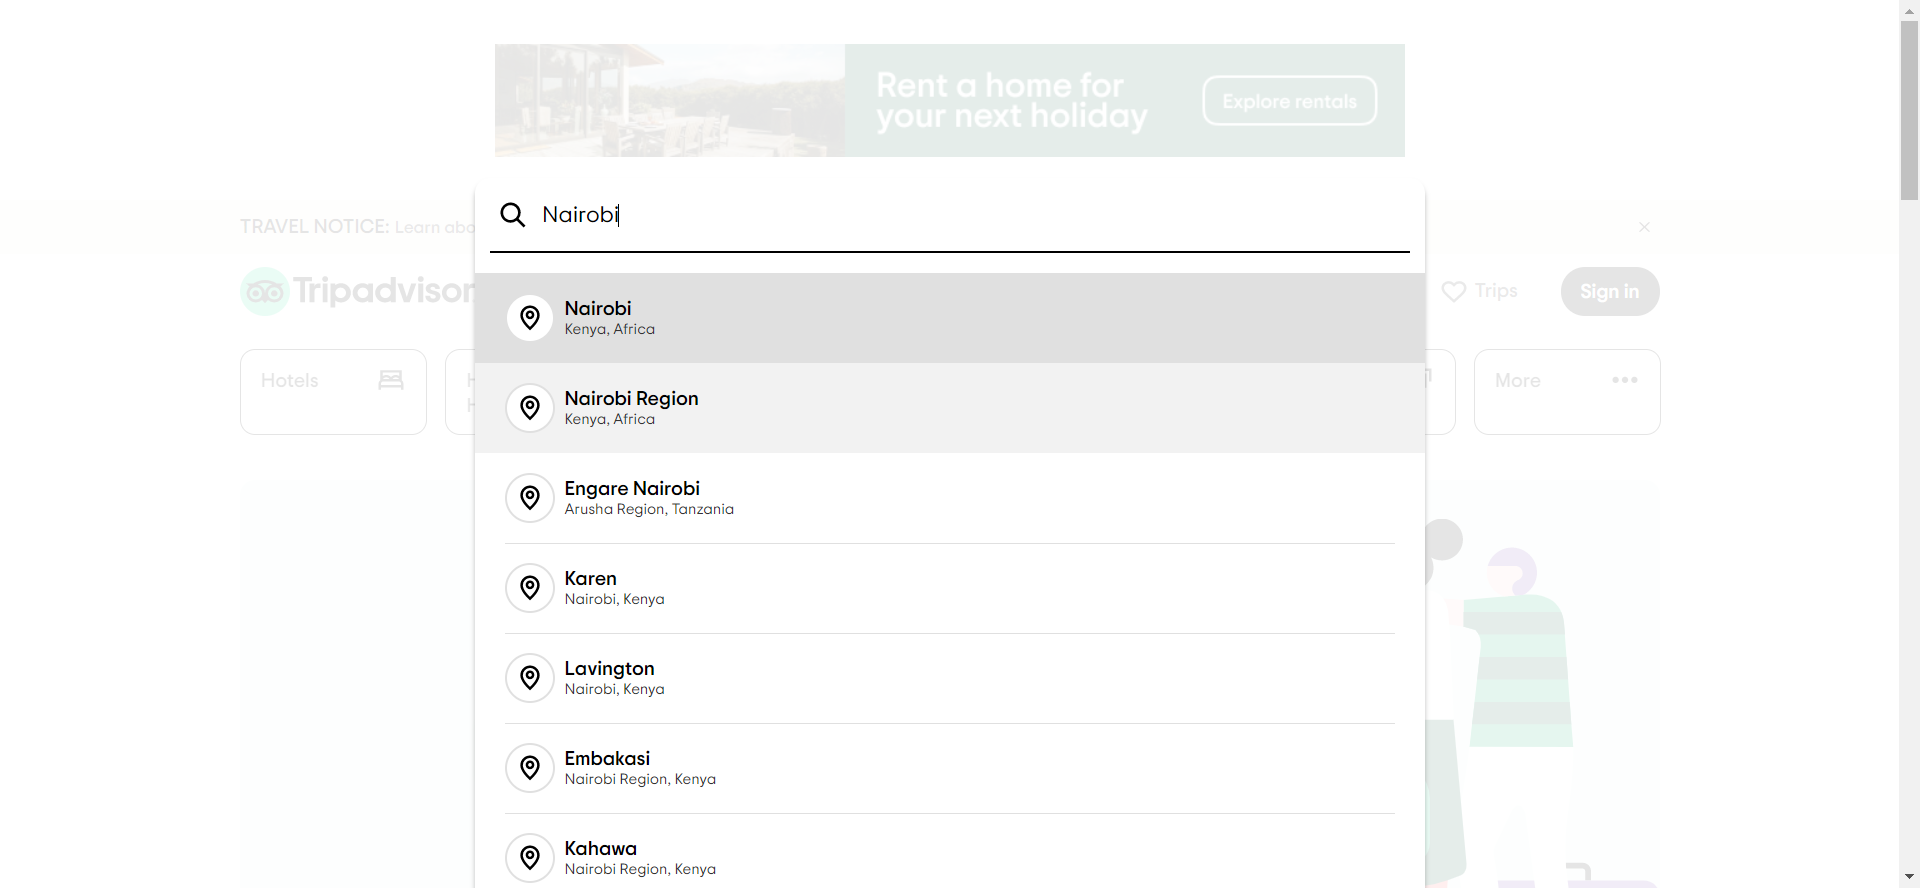 Rent a home for
your next holiday
Explore rentals
Nairobi
TRAVEL NOTICE: Learn abo
Tripadvisor
Trips
Sign in
Nairobi
Kenya, Africa
Hotels
More
Nairobi Region
Kenya, Africa
Engare Nairobi
Arusha Region, Tanzania
Karen
Nairobi, Kenya
Lavington
Nairobi, Kenya
Embakasi
Nairobi Region, Kenya
Kahawa
Nairobi Region, Kenya